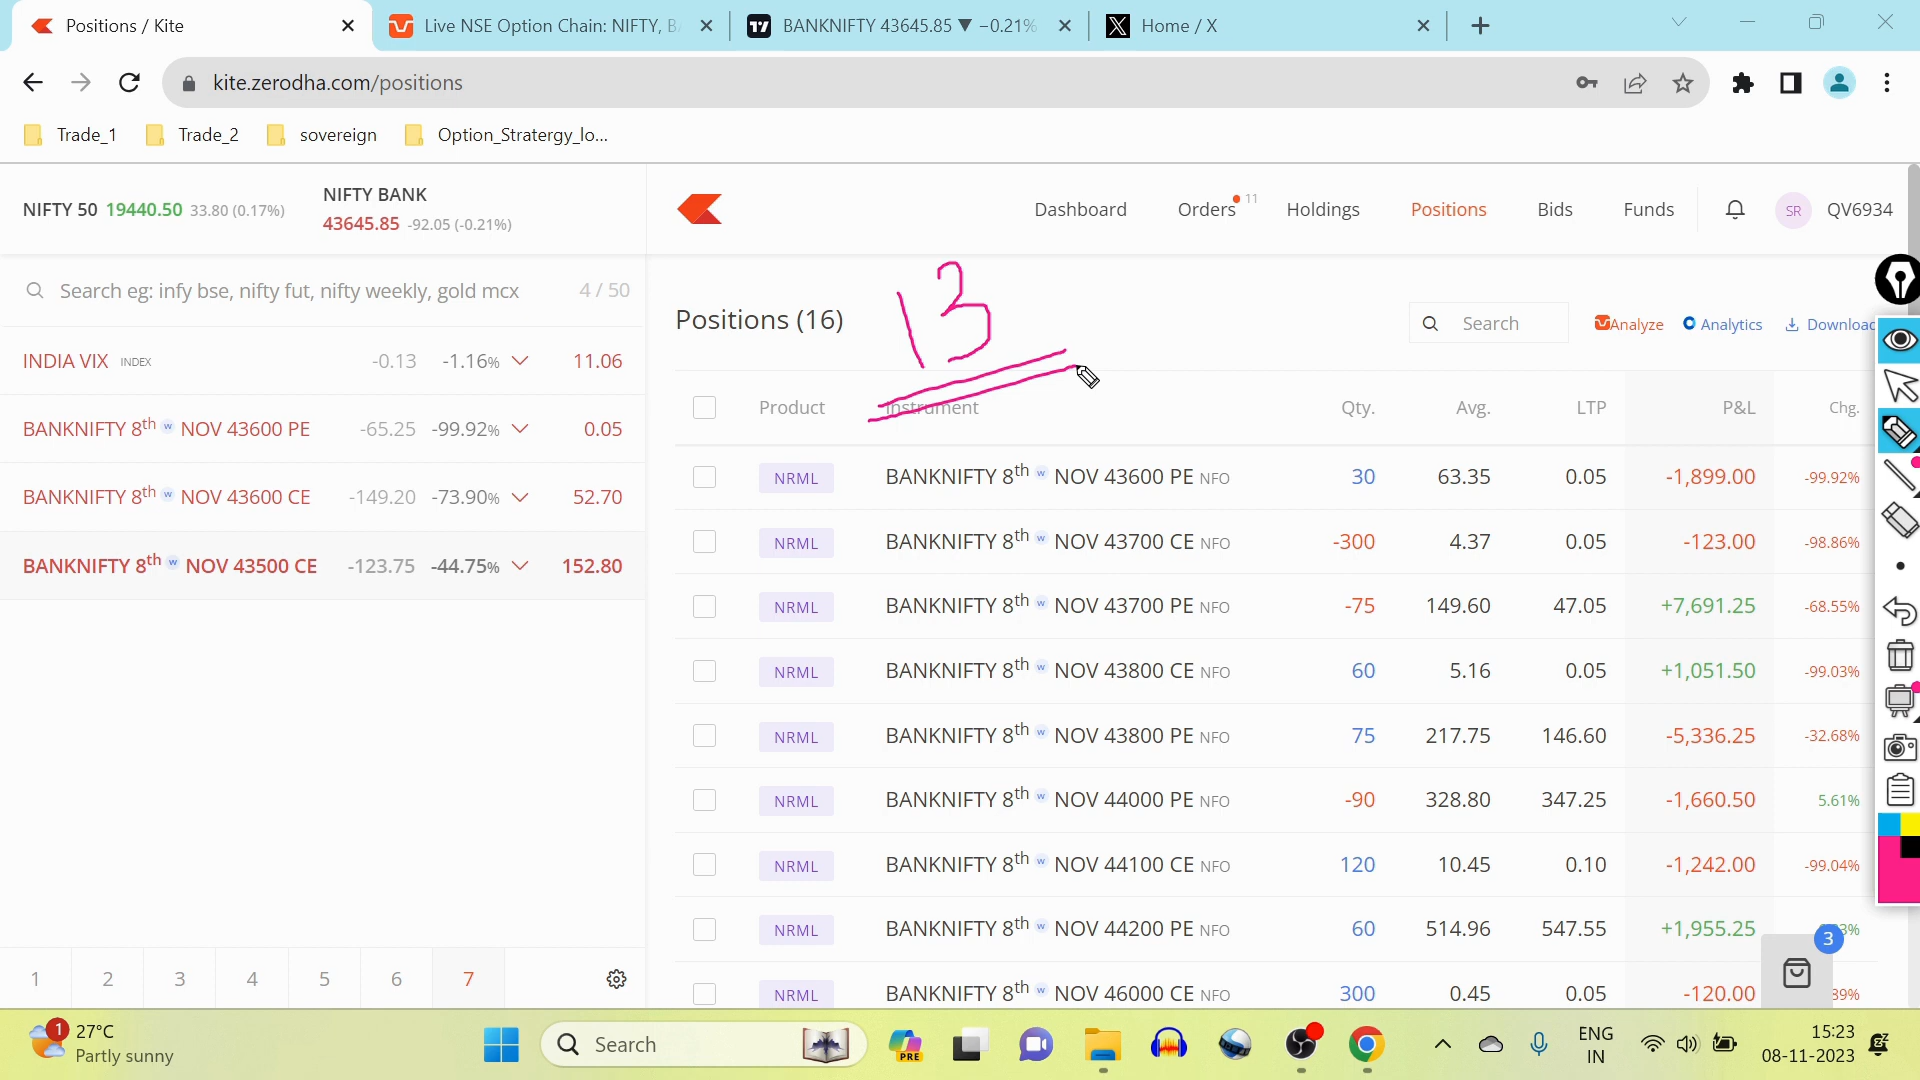 Positions / Kite
Live NSE Option Chain: NIFTY, BA
BANKNIFTY 43645.85 ▼ −0.21%
Home / X
kite.zerodha.com/positions
Trade_1
Trade_2
sovereign
Option_Stratergy_lo...
NIFTY 50 19440.50 33.80 (0.17%)
NIFTY BANK
43645.85 -92.05 (-0.21%)
Dashboard
Orders 11
Holdings
Positions
Bids
Funds
SR QV6934
Search eg: infy bse, nifty fut, nifty weekly, gold mcx 4 / 50
INDIA VIX INDEX -0.13 -1.16% 11.06
BANKNIFTY 8th w NOV 43600 PE -65.25 -99.92% 0.05
BANKNIFTY 8th w NOV 43600 CE -149.20 -73.90% 52.70
BANKNIFTY 8th w NOV 43500 CE -123.75 -44.75% 152.80
1 2 3 4 5 6 7
Positions (16)
13
Search
Analyze
Analytics
Download
Product Instrument Qty. Avg. LTP P&L Chg.
NRML BANKNIFTY 8th w NOV 43600 PE NFO 30 63.35 0.05 -1,899.00 -99.92%
NRML BANKNIFTY 8th w NOV 43700 CE NFO -300 4.37 0.05 -123.00 -98.86%
NRML BANKNIFTY 8th w NOV 43700 PE NFO -75 149.60 47.05 +7,691.25 -68.55%
NRML BANKNIFTY 8th w NOV 43800 CE NFO 60 5.16 0.05 +1,051.50 -99.03%
NRML BANKNIFTY 8th w NOV 43800 PE NFO 75 217.75 146.60 -5,336.25 -32.68%
NRML BANKNIFTY 8th w NOV 44000 PE NFO -90 328.80 347.25 -1,660.50 5.61%
NRML BANKNIFTY 8th w NOV 44100 CE NFO 120 10.45 0.10 -1,242.00 -99.04%
NRML BANKNIFTY 8th w NOV 44200 PE NFO 60 514.96 547.55 +1,955.25 3%
NRML BANKNIFTY 8th w NOV 46000 CE NFO 300 0.45 0.05 -120.00 89%
3
1
27°C
Partly sunny
Search
PRE
ENG
IN
15:23
08-11-2023